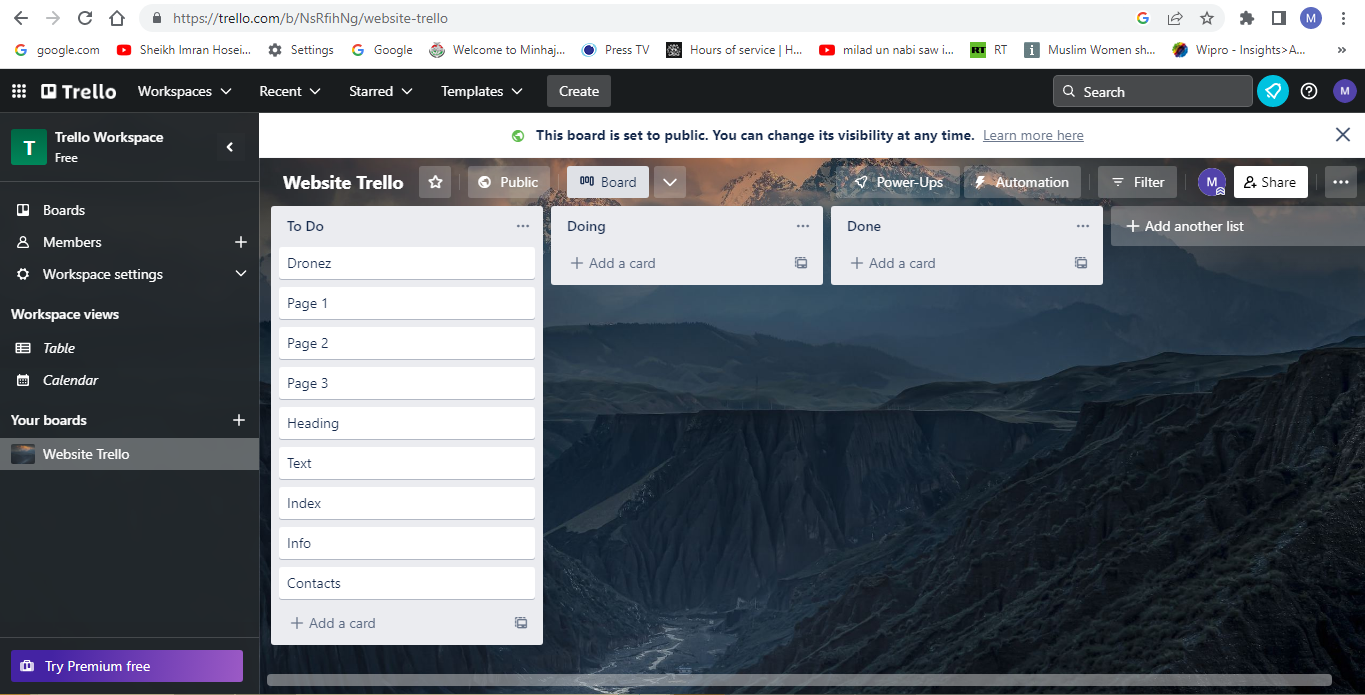 https://trello.com/b/NsRfihNg/website-trello
M
google.com Sheikh Imran Hosei... Settings Google Welcome to Minhaj... Press TV Hours of service | H... milad un nabi saw i... RT RT Muslim Women sh... Wipro - Insights>A... »
Trello Workspaces Recent Starred Templates Create Search M
T Trello Workspace
Free
This board is set to public. You can change its visibility at any time. Learn more here
Website Trello Public Board Power-Ups Automation Filter M Share
Boards
Members
Workspace settings
Workspace views
Table
Calendar
Your boards
Website Trello
Try Premium free
To Do
Dronez
Page 1
Page 2
Page 3
Heading
Text
Index
Info
Contacts
+ Add a card
Doing
+ Add a card
Done
+ Add a card
+ Add another list